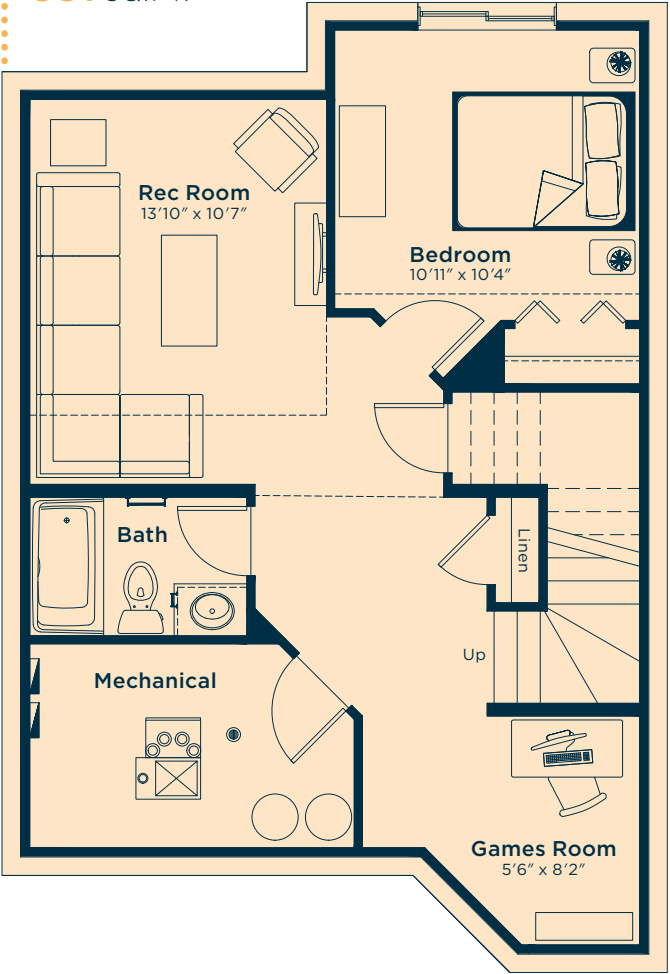 Rec Room
13'10" x 10'7"
Bedroom
10'11" x 10'4"
Bath
Linen
Up
Mechanical
Games Room
5'6" x 8'2"